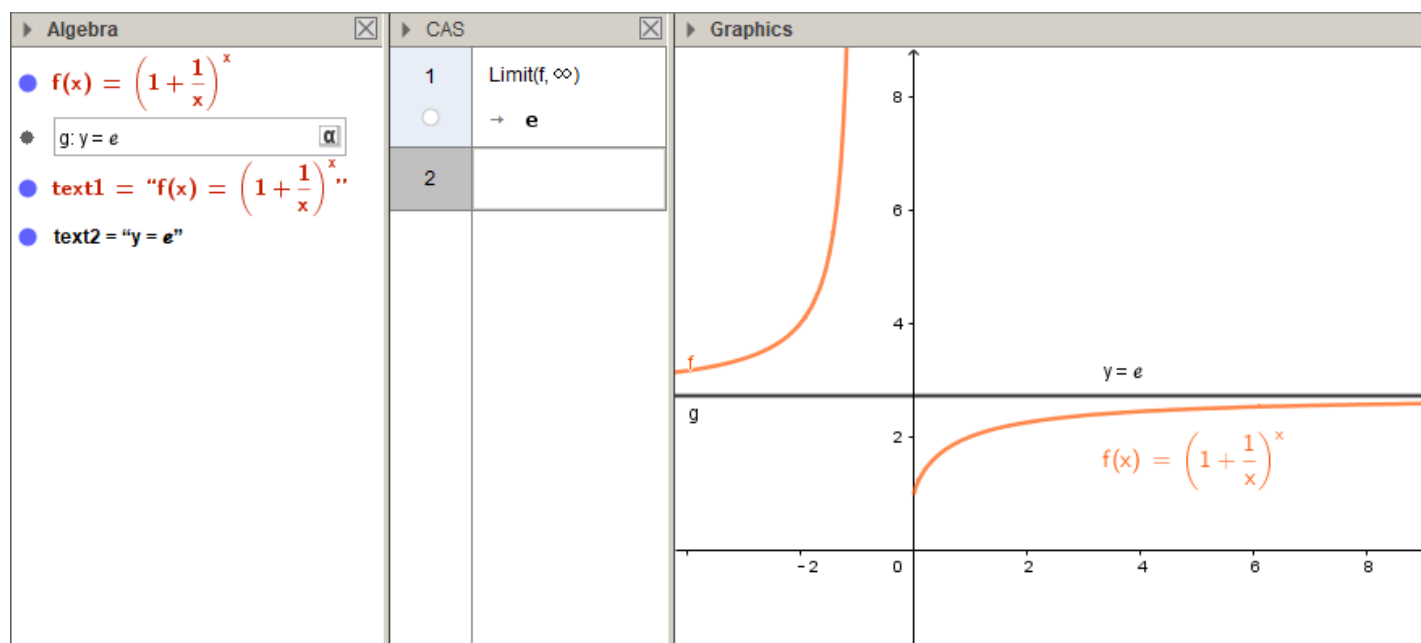 Algebra
f(x) = (1 + 1/x)^x
g: y = e
α
text1 = “f(x) = (1 + 1/x)^x”
text2 = “y = e”
CAS
1
Limit(f, ∞)
→ e
2
Graphics
8
6
4
f
y = e
g
2
f(x) = (1 + 1/x)^x
-2
0
2
4
6
8